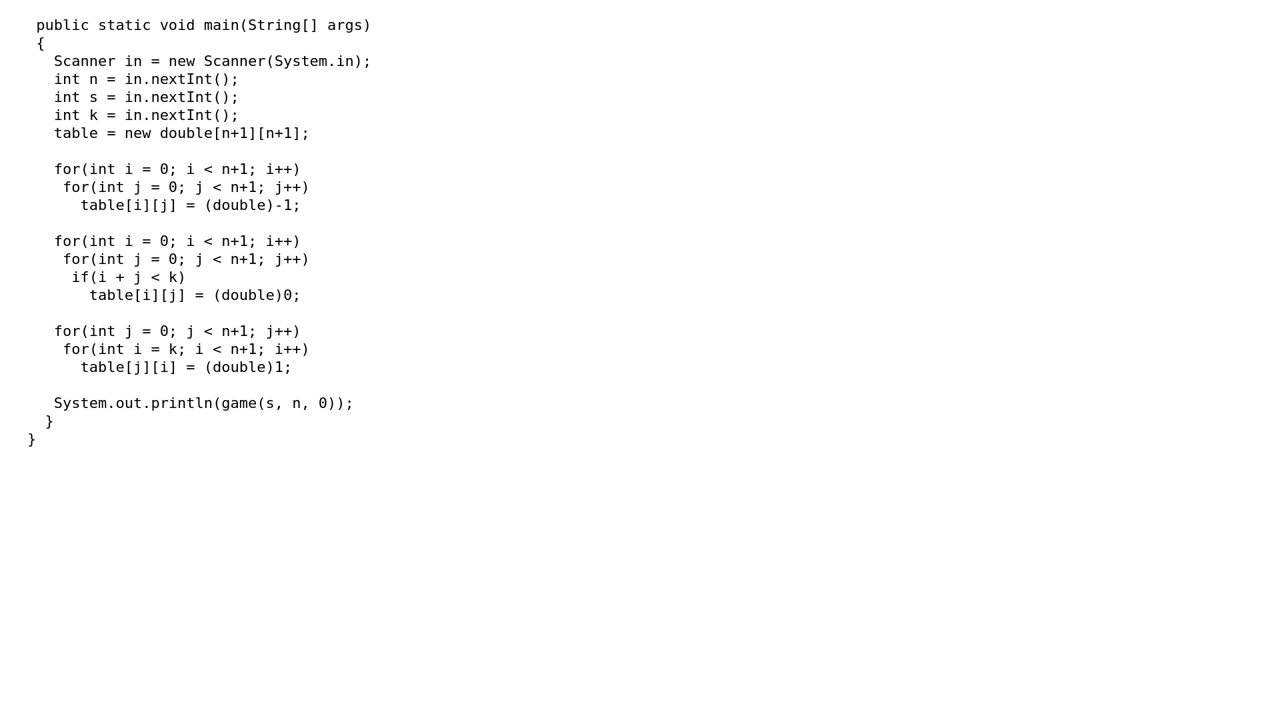 public static void main(String[] args)
{
Scanner in = new Scanner(System.in);
int n = in.nextInt();
int s = in.nextInt();
int k = in.nextInt();
table = new double[n+1][n+1];
for(int i = 0; i < n+1; i++)
for(int j = 0; j < n+1; j++)
table[i][j] = (double)-1;
for(int i = 0; i < n+1; i++)
for(int j = 0; j < n+1; j++)
if(i + j < k)
table[i][j] = (double)0;
for(int j = 0; j < n+1; j++)
for(int i = k; i < n+1; i++)
table[j][i] = (double)1;
System.out.println(game(s, n, 0));
}
}